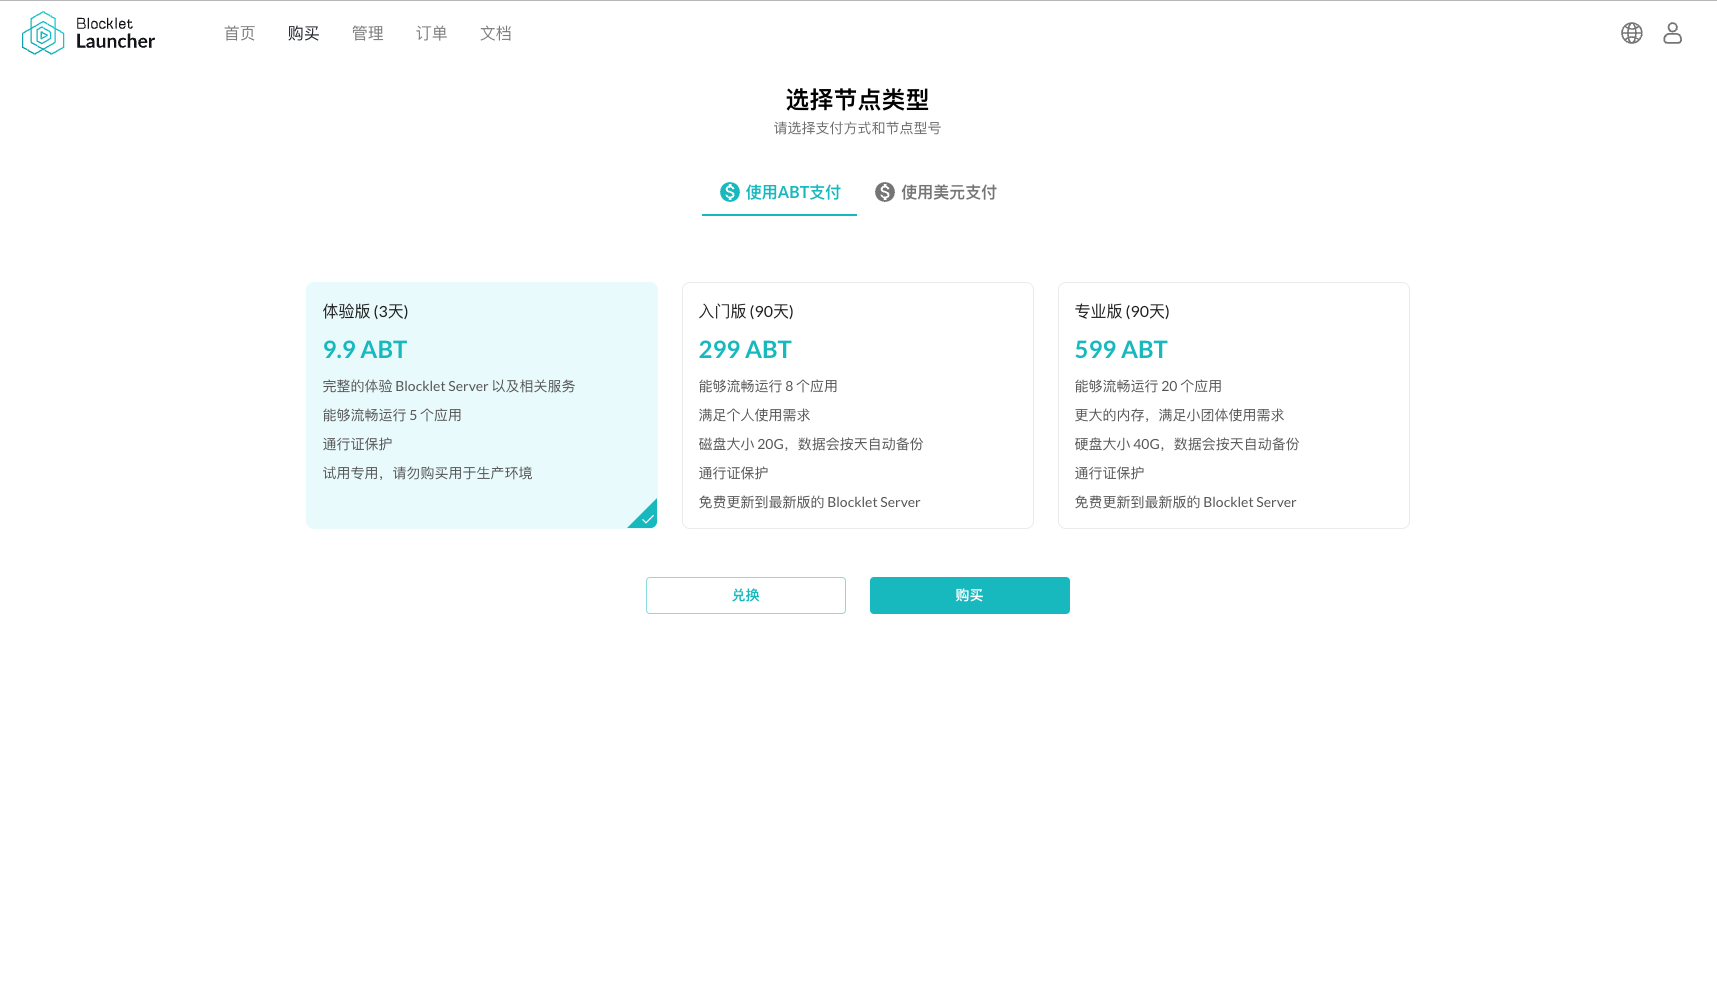 Blocklet
Launcher
首页 购买 管理 订单 文档
选择节点类型
请选择支付方式和节点型号
使用ABT支付 使用美元支付
体验版 (3天)
9.9 ABT
完整的体验 Blocklet Server 以及相关服务
能够流畅运行 5 个应用
通行证保护
试用专用，请勿购买用于生产环境
入门版 (90天)
299 ABT
能够流畅运行 8 个应用
满足个人使用需求
磁盘大小 20G，数据会按天自动备份
通行证保护
免费更新到最新版的 Blocklet Server
专业版 (90天)
599 ABT
能够流畅运行 20 个应用
更大的内存，满足小团体使用需求
硬盘大小 40G，数据会按天自动备份
通行证保护
免费更新到最新版的 Blocklet Server
兑换 购买